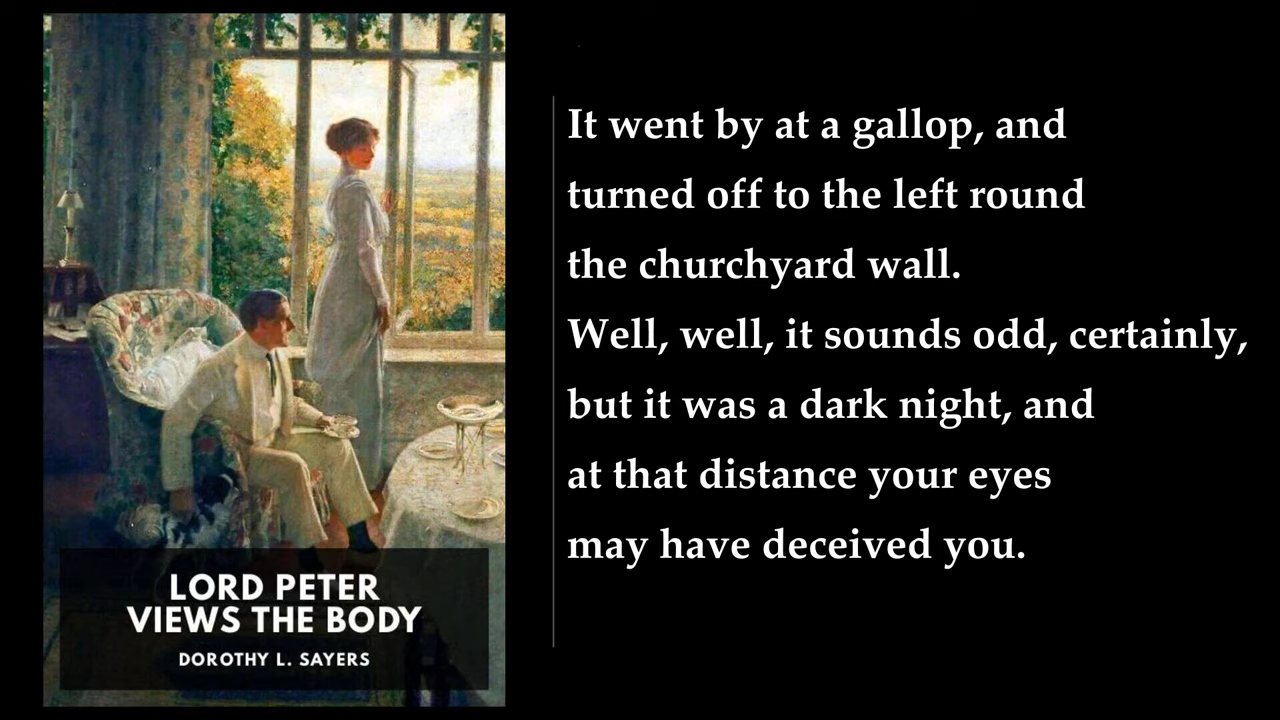 It went by at a gallop, and
turned off to the left round
the churchyard wall.
Well, well, it sounds odd, certainly,
but it was a dark night, and
at that distance your eyes
may have deceived you.
LORD PETER
VIEWS THE BODY
DOROTHY L. SAYERS